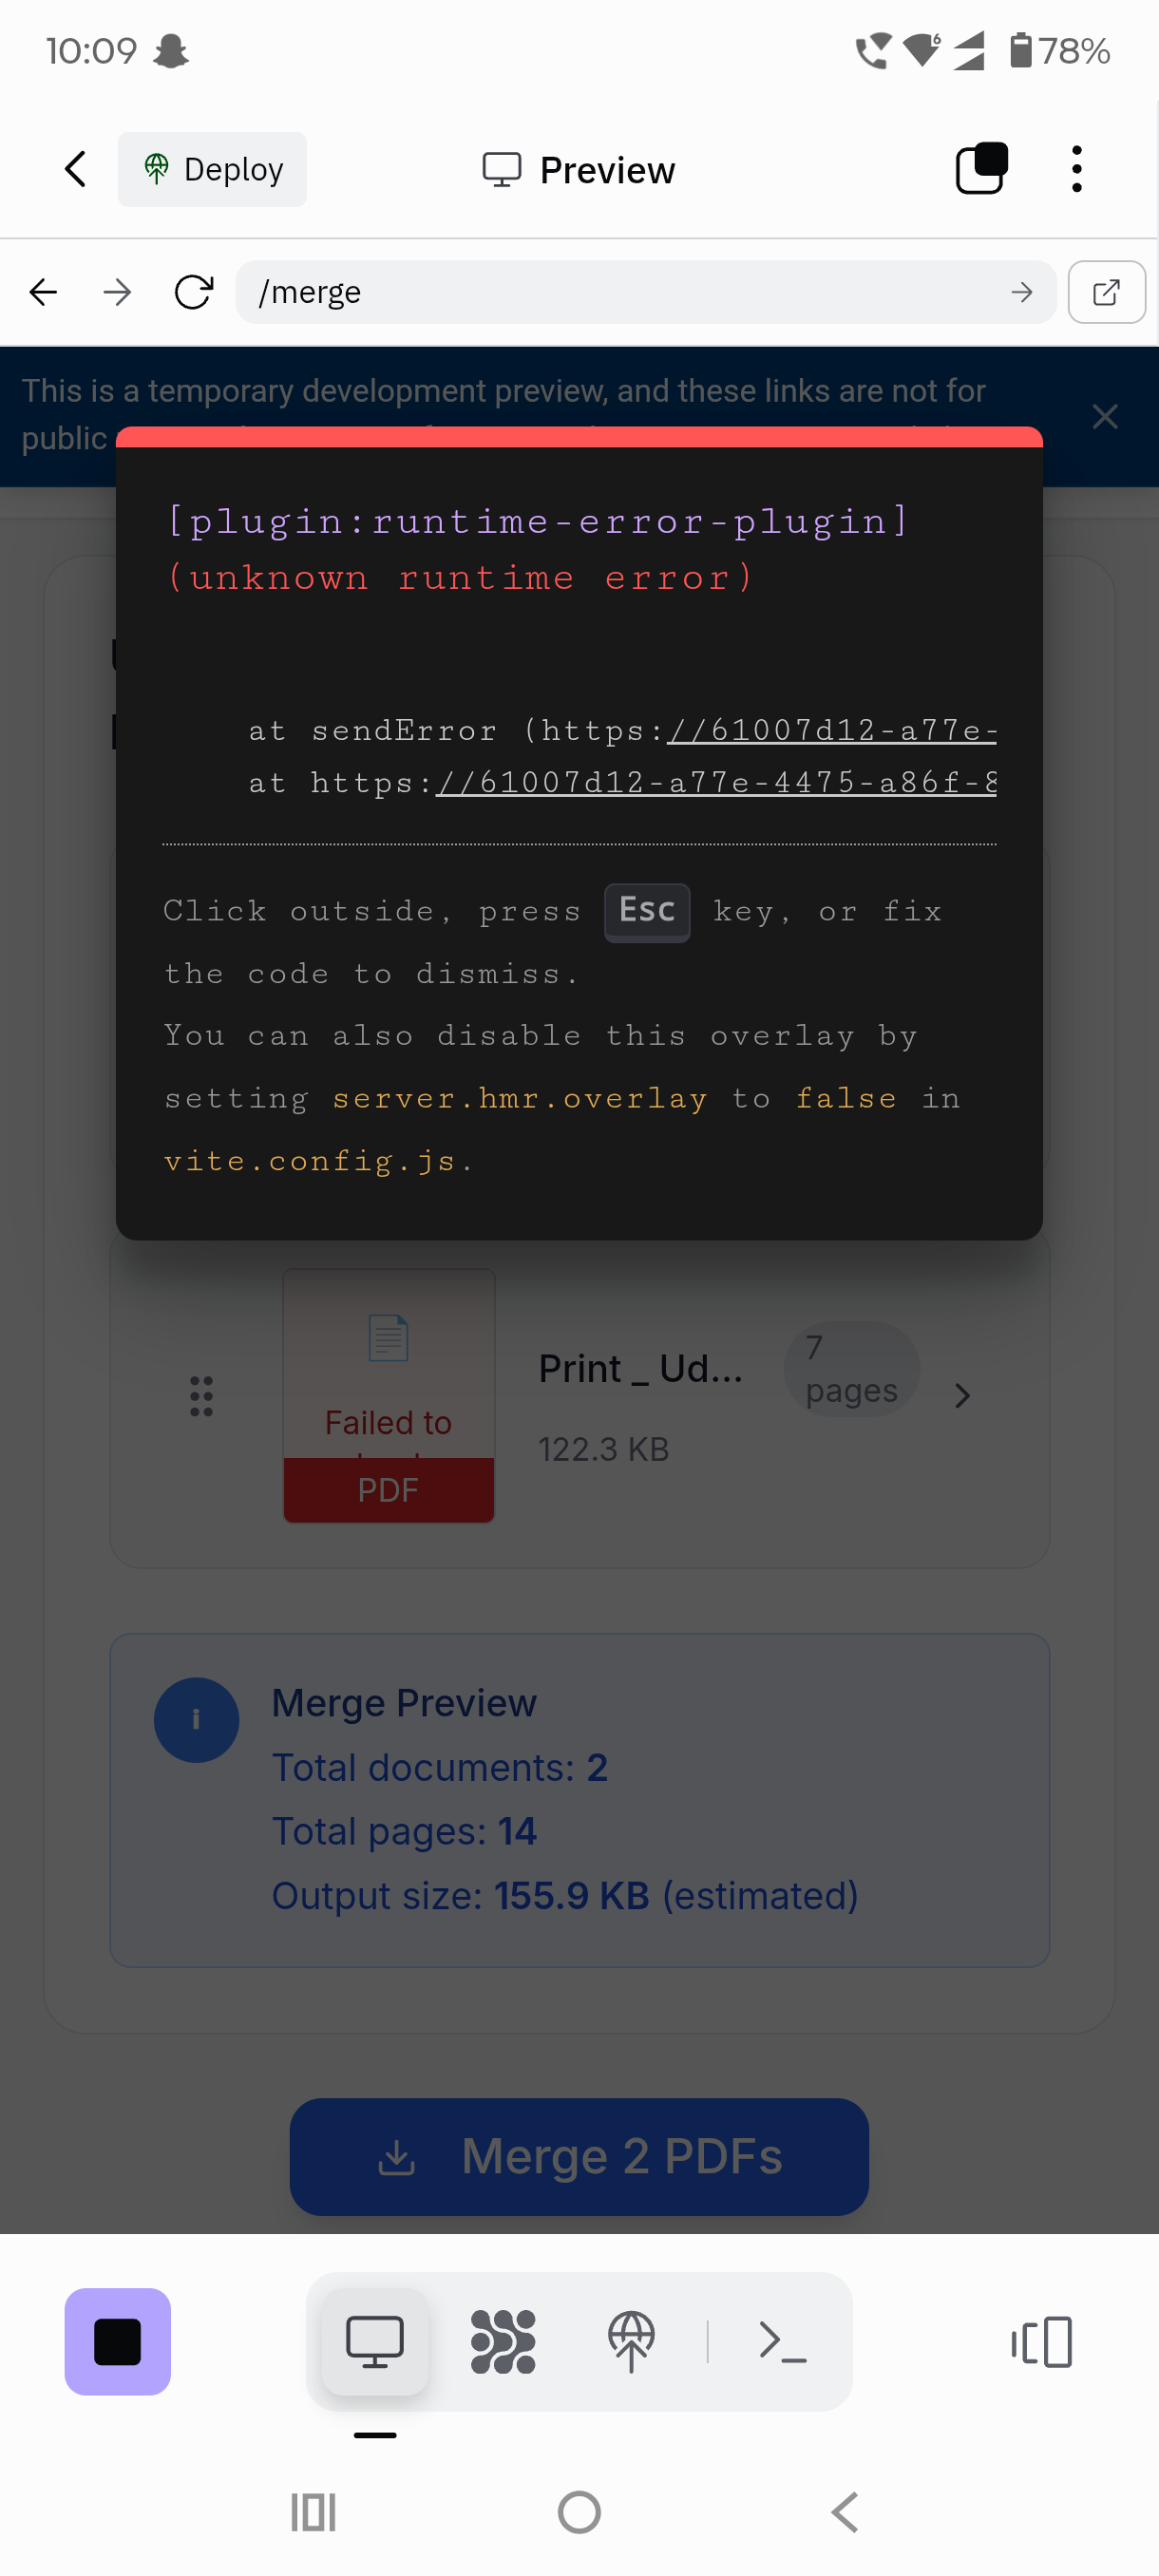 10:09
6
78%
Deploy
Preview
/merge
This is a temporary development preview, and these links are not for
public
[plugin:runtime-error-plugin]
(unknown runtime error)
at sendError (https://61007d12-a77e-
at https://61007d12-a77e-4475-a86f-8
Click outside, press Esc key, or fix
the code to dismiss.
You can also disable this overlay by
setting server.hmr.overlay to false in
vite.config.js.
Failed to
PDF
Print _ Ud...
122.3 KB
7
pages
i
Merge Preview
Total documents: 2
Total pages: 14
Output size: 155.9 KB (estimated)
Merge 2 PDFs